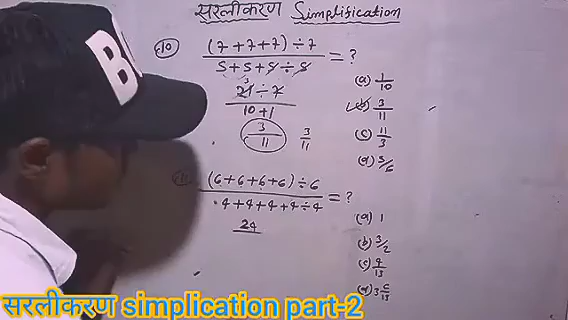 सरलीकरण Simplification
10 (7+7+7)÷7 / 5+5+5÷5 = ?
(a) 1/10
21÷7 / 10+1
3
(b) 3/11
3/11 3/11
(c) 11/3
(d) 5/6
11 (6+6+6+6)÷6 / 4+4+4+4÷4 = ?
(a) 1
24
(b) 3/2
(c) 4/13
सरलीकरण simplication part-2